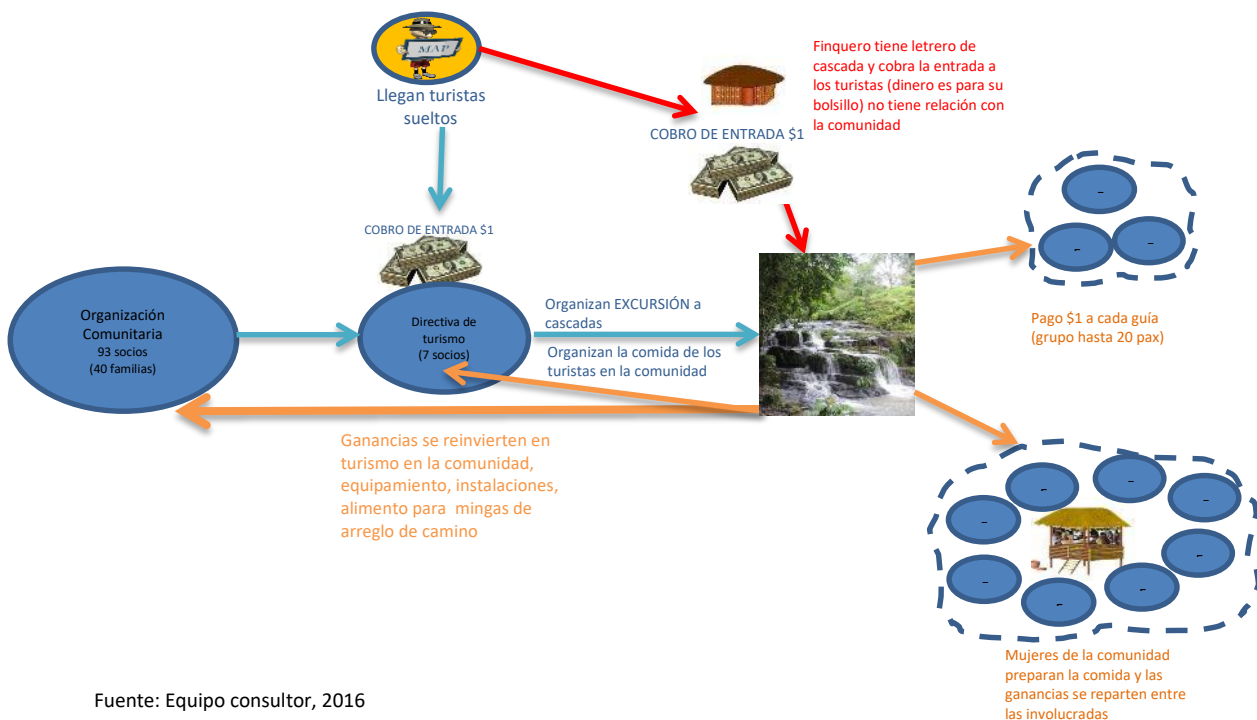 MAP
Llegan turistas
sueltos
Finquero tiene letrero de
cascada y cobra la entrada a
los turistas (dinero es para su
bolsillo) no tiene relación con
la comunidad
COBRO DE ENTRADA $1
COBRO DE ENTRADA $1
Organización
Comunitaria
93 socios
(40 familias)
Directiva de
turismo
(7 socios)
Organizan EXCURSIÓN a
cascadas
Organizan la comida de los
turistas en la comunidad
Pago $1 a cada guía
(grupo hasta 20 pax)
Ganancias se reinvierten en
turismo en la comunidad,
equipamiento, instalaciones,
alimento para mingas de
arreglo de camino
Mujeres de la comunidad
preparan la comida y las
ganancias se reparten entre
las involucradas
Fuente: Equipo consultor, 2016